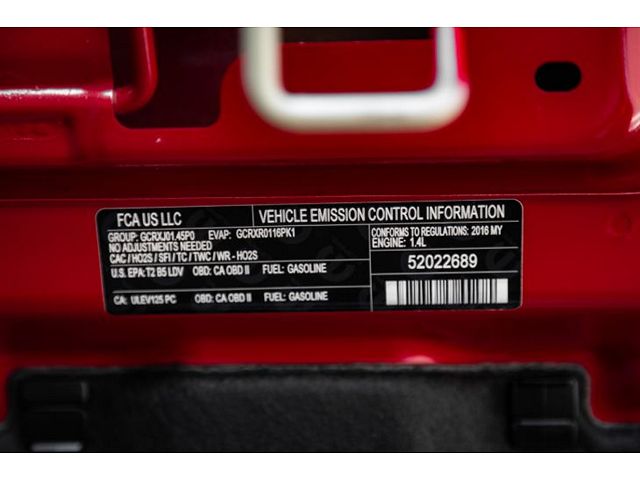 FCA US LLC
VEHICLE EMISSION CONTROL INFORMATION
GROUP: GCRXJ01.45P0 EVAP: GCRXR0116PK1
NO ADJUSTMENTS NEEDED
CAC / HO2S / SFI / TC / TWC / WR - HO2S
CONFORMS TO REGULATIONS: 2016 MY
ENGINE: 1.4L
U.S. EPA: T2 B5 LDV OBD: CA OBD II FUEL: GASOLINE
52022689
CA: ULEV125 PC OBD: CA OBD II FUEL: GASOLINE